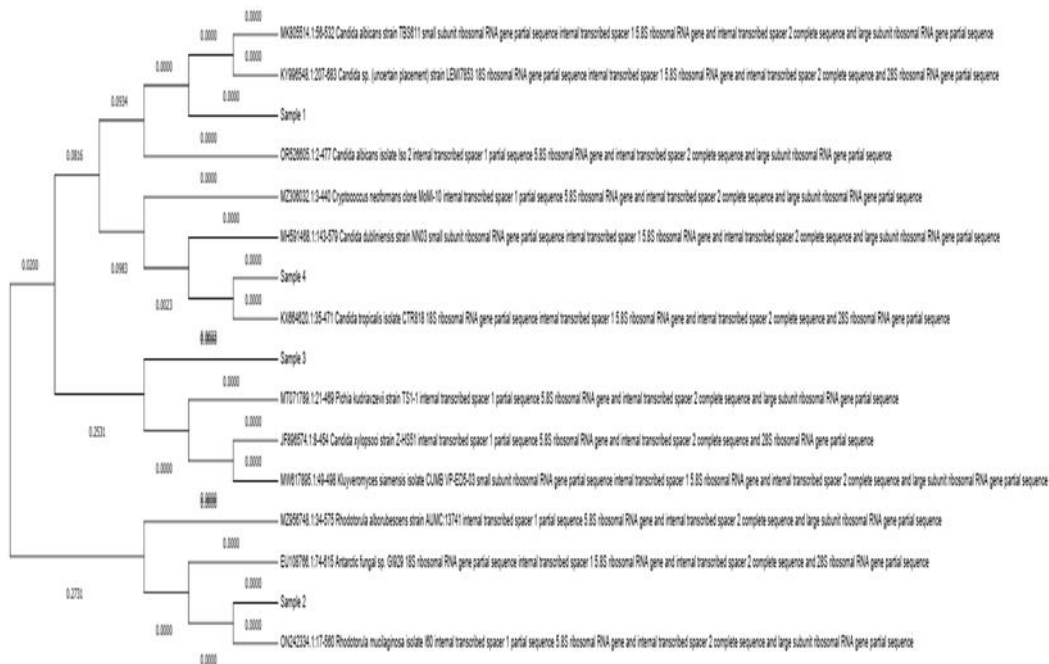 0.0000
MK805514.1:56-532 Candida albicans strain TBS611 small subunit ribosomal RNA gene partial sequence internal transcribed spacer 1 5.8S ribosomal RNA gene and internal transcribed spacer 2 complete sequence and large subunit ribosomal RNA gene partial sequence
0.0000
0.0000
KY996548.1:207-683 Candida sp. (uncertain placement) strain LEMI7853 18S ribosomal RNA gene partial sequence internal transcribed spacer 1 5.8S ribosomal RNA gene and internal transcribed spacer 2 complete sequence and 28S ribosomal RNA gene partial sequence
0.0000
0.0000
Sample 1
0.0934
0.0000
OR526605.1:2-477 Candida albicans isolate Iso 2 internal transcribed spacer 1 partial sequence 5.8S ribosomal RNA gene and internal transcribed spacer 2 complete sequence and large subunit ribosomal RNA gene partial sequence
0.0816
0.0000
MZ306032.1:3-440 Cryptococcus neoformans clone MoMi-10 internal transcribed spacer 1 partial sequence 5.8S ribosomal RNA gene and internal transcribed spacer 2 complete sequence and large subunit ribosomal RNA gene partial sequence
0.0000
MH591468.1:143-579 Candida dubliniensis strain NN03 small subunit ribosomal RNA gene partial sequence internal transcribed spacer 1 5.8S ribosomal RNA gene and internal transcribed spacer 2 complete sequence and large subunit ribosomal RNA gene partial sequence
0.0983
0.0000
0.0200
Sample 4
0.0023
0.0000
KX664620.1:35-471 Candida tropicalis isolate CTR818 18S ribosomal RNA gene partial sequence internal transcribed spacer 1 5.8S ribosomal RNA gene and internal transcribed spacer 2 complete sequence and 28S ribosomal RNA gene partial sequence
Sample 3
0.0000
MT071789.1:21-469 Pichia kudriavzevii strain TS1-1 internal transcribed spacer 1 partial sequence 5.8S ribosomal RNA gene and internal transcribed spacer 2 complete sequence and large subunit ribosomal RNA gene partial sequence
0.2531
0.0000
JF896574.1:8-454 Candida xylopsoci strain Z-HS51 internal transcribed spacer 1 partial sequence 5.8S ribosomal RNA gene and internal transcribed spacer 2 complete sequence and 28S ribosomal RNA gene partial sequence
0.0000
0.0000
MW617895.1:49-496 Kluyveromyces siamensis isolate CUMB VP-EDS-03 small subunit ribosomal RNA gene partial sequence internal transcribed spacer 1 5.8S ribosomal RNA gene and internal transcribed spacer 2 complete sequence and large subunit ribosomal RNA gene partial sequence
MZ956748.1:34-575 Rhodotorula alborubescens strain AUMC:13741 internal transcribed spacer 1 partial sequence 5.8S ribosomal RNA gene and internal transcribed spacer 2 complete sequence and large subunit ribosomal RNA gene partial sequence
0.0000
EU108766.1:74-615 Antarctic fungal sp. GI929 18S ribosomal RNA gene partial sequence internal transcribed spacer 1 5.8S ribosomal RNA gene and internal transcribed spacer 2 complete sequence and 28S ribosomal RNA gene partial sequence
0.2731
0.0000
Sample 2
0.0000
0.0000
ON242334.1:17-560 Rhodotorula mucilaginosa isolate I60 internal transcribed spacer 1 partial sequence 5.8S ribosomal RNA gene and internal transcribed spacer 2 complete sequence and large subunit ribosomal RNA gene partial sequence
0.0000